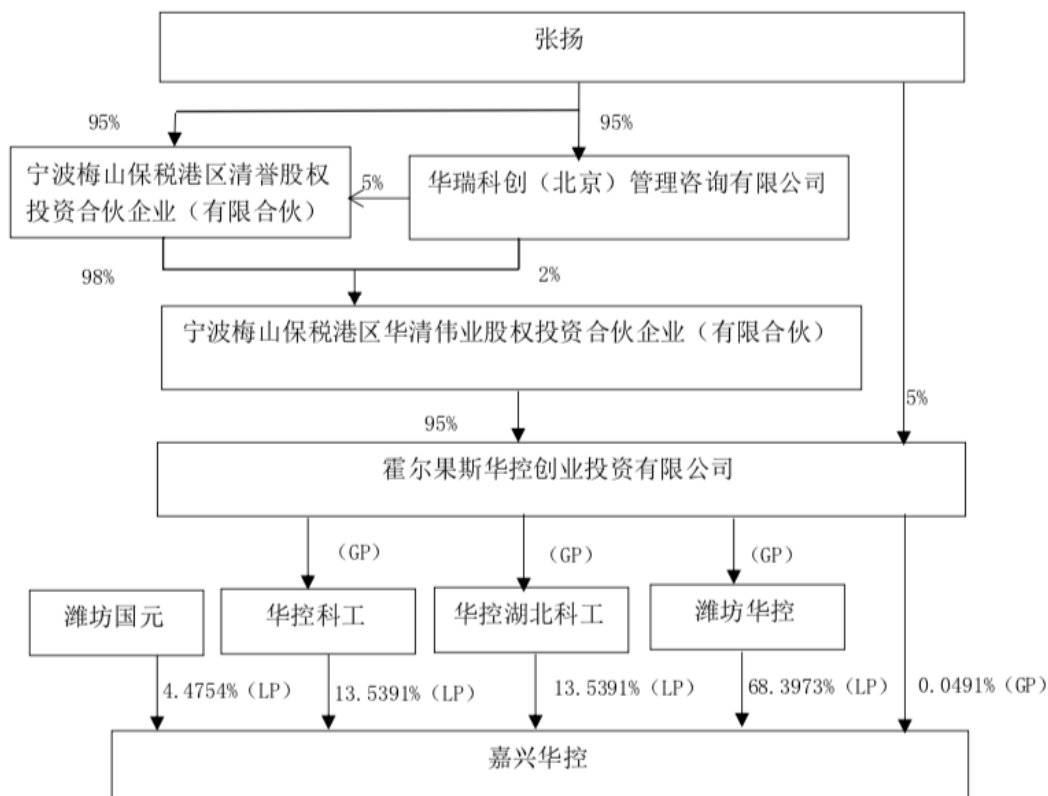 张扬
95%
95%
宁波梅山保税港区清誉股权
投资合伙企业（有限合伙）
5%
华瑞科创（北京）管理咨询有限公司
98%
2%
宁波梅山保税港区华清伟业股权投资合伙企业（有限合伙）
95%
5%
霍尔果斯华控创业投资有限公司
（GP）
（GP）
（GP）
潍坊国元
华控科工
华控湖北科工
潍坊华控
4.4754%（LP）
13.5391%（LP）
13.5391%（LP）
68.3973%（LP）
0.0491%（GP）
嘉兴华控